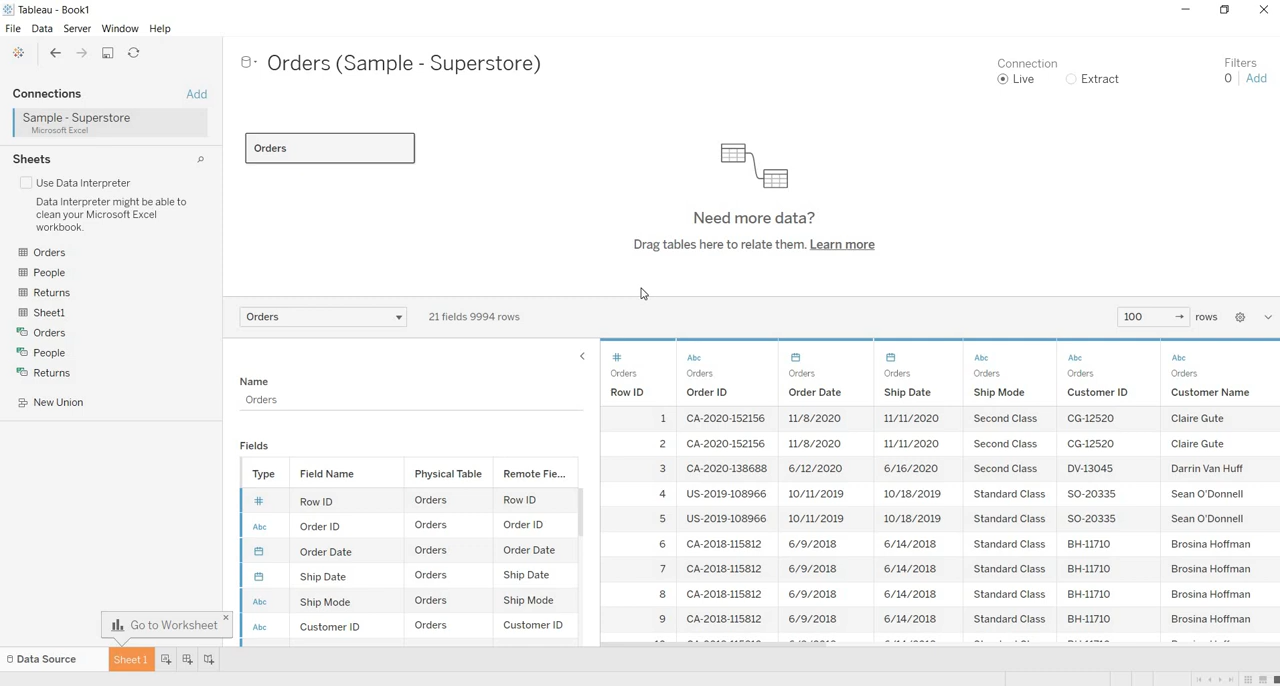 Tableau - Book1
File Data Server Window Help
Connections Add
Sample - Superstore
Microsoft Excel
Sheets
Use Data Interpreter
Data Interpreter might be able to
clean your Microsoft Excel
workbook.
Orders
People
Returns
Sheet1
Orders
People
Returns
New Union
Orders (Sample - Superstore)
Connection
Live Extract
Filters
0 Add
Orders
Need more data?
Drag tables here to relate them. Learn more
Orders 21 fields 9994 rows 100 → rows
Name
Orders
Fields
Type Field Name Physical Table Remote Fie...
# Row ID Orders Row ID
Abc Order ID Orders Order ID
Order Date Orders Order Date
Ship Date Orders Ship Date
Abc Ship Mode Orders Ship Mode
Abc Customer ID Orders Customer ID
# Abc Abc Abc Abc
Orders Orders Orders Orders Orders Orders Orders
Row ID Order ID Order Date Ship Date Ship Mode Customer ID Customer Name
1 CA-2020-152156 11/8/2020 11/11/2020 Second Class CG-12520 Claire Gute
2 CA-2020-152156 11/8/2020 11/11/2020 Second Class CG-12520 Claire Gute
3 CA-2020-138688 6/12/2020 6/16/2020 Second Class DV-13045 Darrin Van Huff
4 US-2019-108966 10/11/2019 10/18/2019 Standard Class SO-20335 Sean O'Donnell
5 US-2019-108966 10/11/2019 10/18/2019 Standard Class SO-20335 Sean O'Donnell
6 CA-2018-115812 6/9/2018 6/14/2018 Standard Class BH-11710 Brosina Hoffman
7 CA-2018-115812 6/9/2018 6/14/2018 Standard Class BH-11710 Brosina Hoffman
8 CA-2018-115812 6/9/2018 6/14/2018 Standard Class BH-11710 Brosina Hoffman
9 CA-2018-115812 6/9/2018 6/14/2018 Standard Class BH-11710 Brosina Hoffman
Go to Worksheet
Data Source Sheet 1